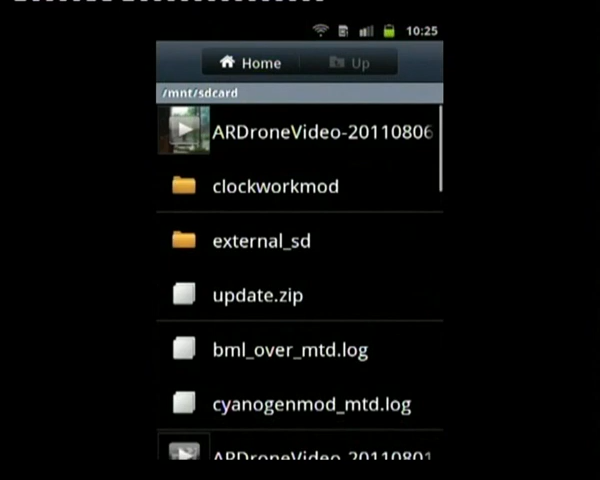 10:25
Home Up
/mnt/sdcard
ARDroneVideo-20110806
clockworkmod
external_sd
update.zip
bml_over_mtd.log
cyanogenmod_mtd.log
ARDroneVideo-20110801